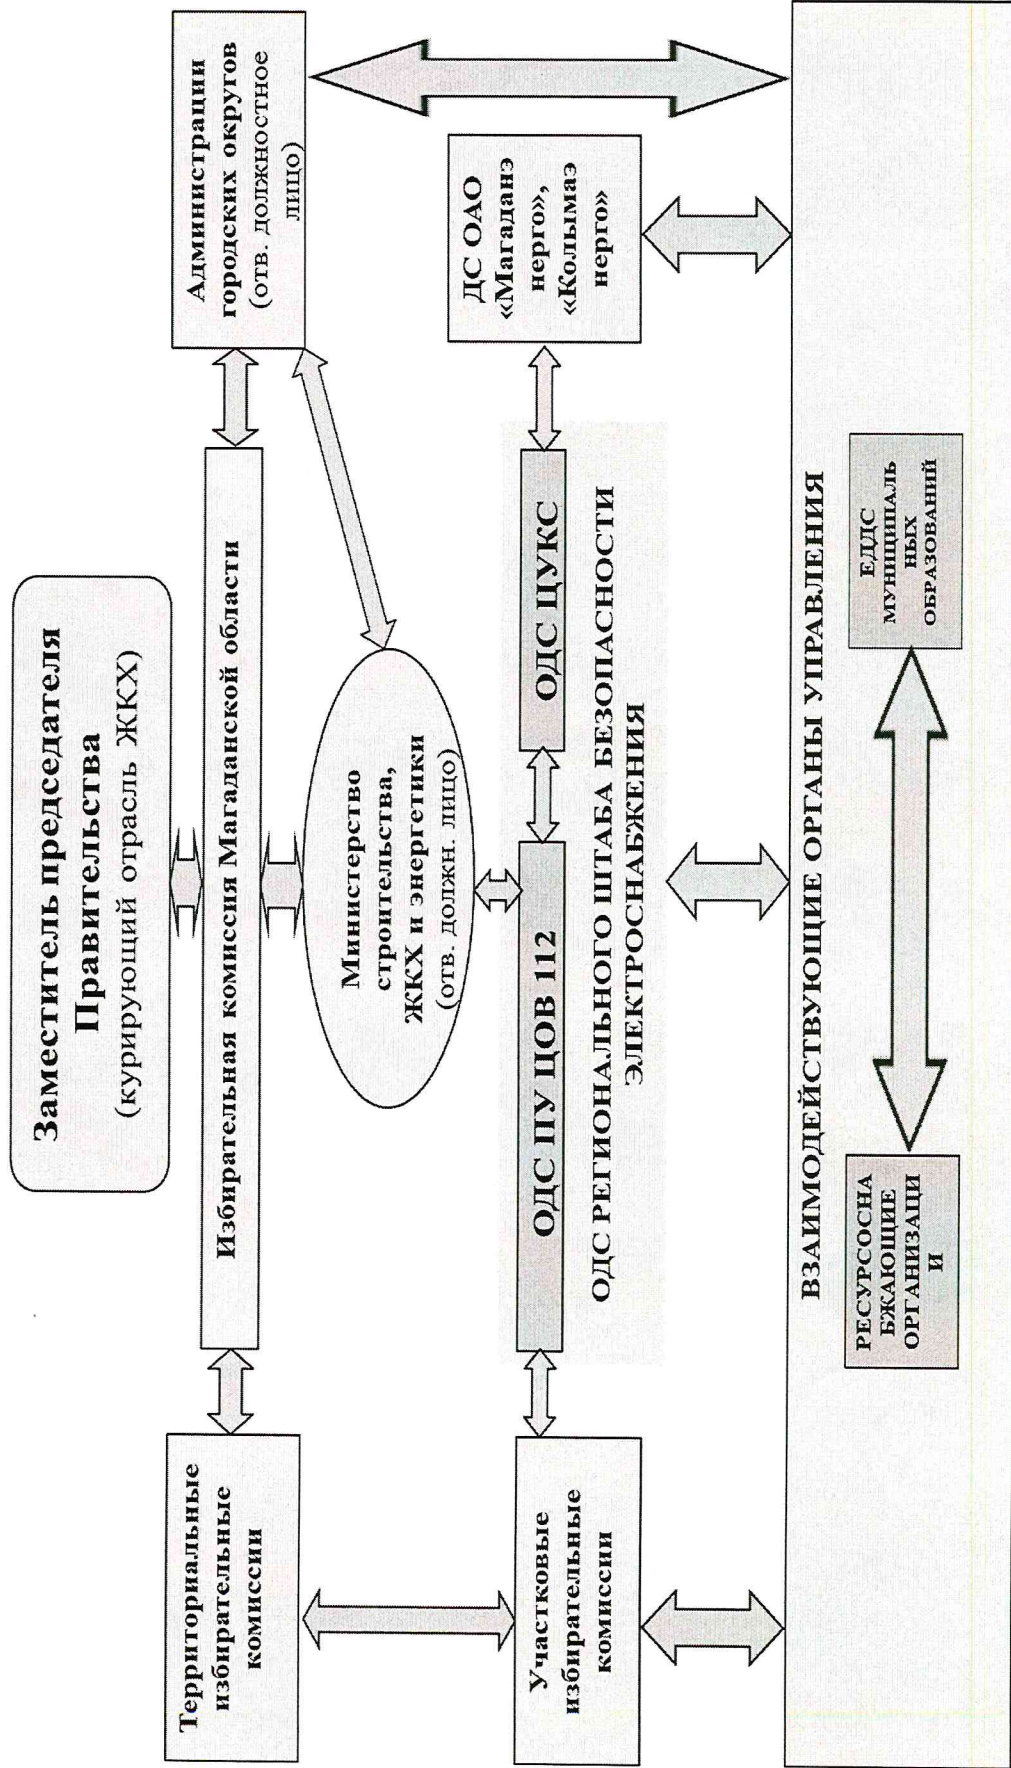 Заместитель председателя
Правительства
(курирующий отрасль ЖКХ)
Территориальные
избирательные
комиссии
Избирательная комиссия Магаданской области
Администрации
городских округов
(отв. должностное
лицо)
Министерство
строительства,
ЖКХ и энергетики
(отв. должн. лицо)
Участковые
избирательные
комиссии
ОДС ПУ ЦОВ 112
ОДС ЦУКС
ОДС РЕГИОНАЛЬНОГО ШТАБА БЕЗОПАСНОСТИ
ЭЛЕКТРОСНАБЖЕНИЯ
ДС ОАО
«Магаданэ
нерго»,
«Колымаэ
нерго»
ВЗАИМОДЕЙСТВУЮЩИЕ ОРГАНЫ УПРАВЛЕНИЯ
РЕСУРСОСНА
БЖАЮЩИЕ
ОРГАНИЗАЦИ
И
ЕДДС
МУНИЦИПАЛЬ
НЫХ
ОБРАЗОВАНИЙ